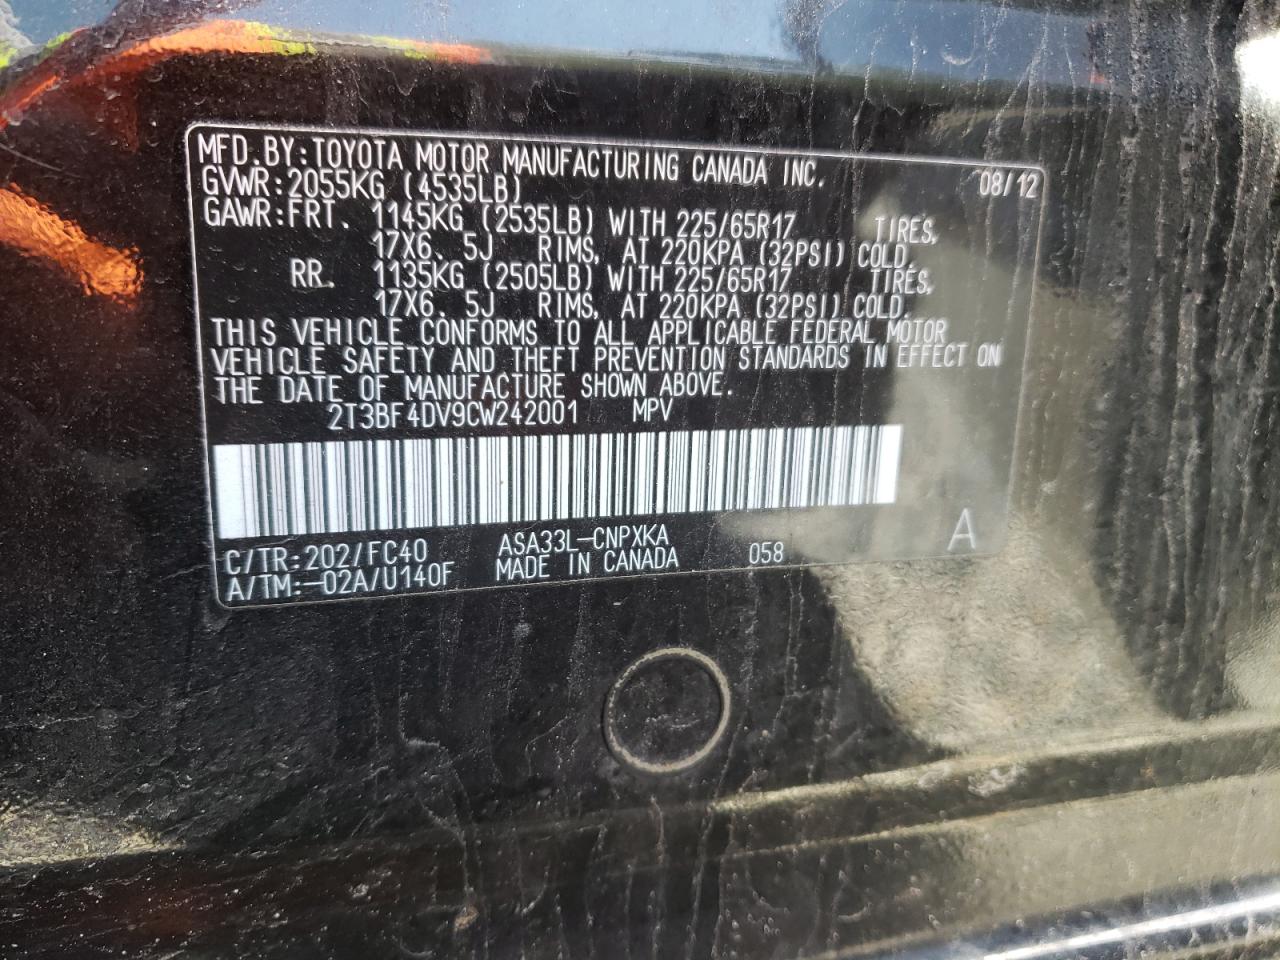 MFD.BY:TOYOTA MOTOR MANUFACTURING CANADA INC.
GVWR:2055KG (4535LB) 08/12
GAWR:FRT. 1145KG (2535LB) WITH 225/65R17 TIRES,
17X6. 5J RIMS, AT 220KPA (32PSI) COLD.
RR. 1135KG (2505LB) WITH 225/65R17 TIRES,
17X6. 5J RIMS, AT 220KPA (32PSI) COLD.
THIS VEHICLE CONFORMS TO ALL APPLICABLE FEDERAL MOTOR
VEHICLE SAFETY AND THEFT PREVENTION STANDARDS IN EFFECT ON
THE DATE OF MANUFACTURE SHOWN ABOVE.
2T3BF4DV9CW242001 MPV
C/TR:202/FC40 ASA33L-CNPXKA
A/TM:-02A/U140F MADE IN CANADA 058 A